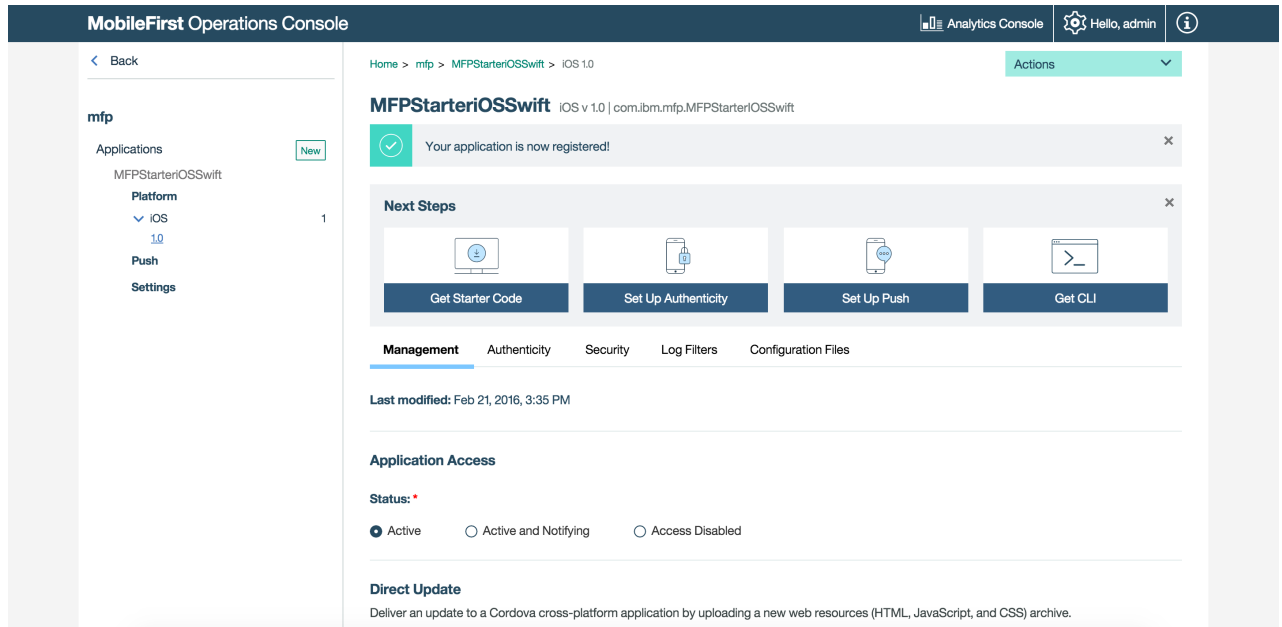 MobileFirst Operations Console
Analytics Console
Hello, admin
Back
mfp
Applications
New
MFPStarteriOSSwift
Platform
iOS 1
1.0
Push
Settings
Home > mfp > MFPStarteriOSSwift > iOS 1.0
Actions
MFPStarteriOSSwift iOS v 1.0 | com.ibm.mfp.MFPStarterIOSSwift
Your application is now registered!
Next Steps
Get Starter Code
Set Up Authenticity
Set Up Push
Get CLI
Management Authenticity Security Log Filters Configuration Files
Last modified: Feb 21, 2016, 3:35 PM
Application Access
Status: *
Active Active and Notifying Access Disabled
Direct Update
Deliver an update to a Cordova cross-platform application by uploading a new web resources (HTML, JavaScript, and CSS) archive.